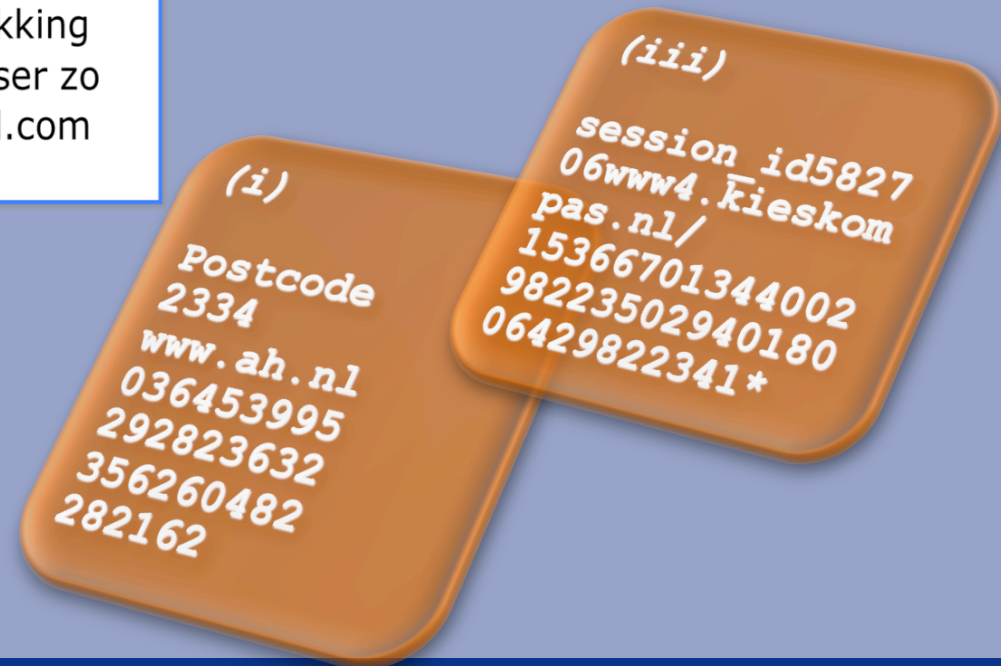 kking
ser zo
l.com
(i)
Postcode
2334
www.ah.nl
036453995
292823632
356260482
282162
(iii)
session_id5827
06www4.kieskom
pas.nl/
15366701344002
98223502940180
06429822341*